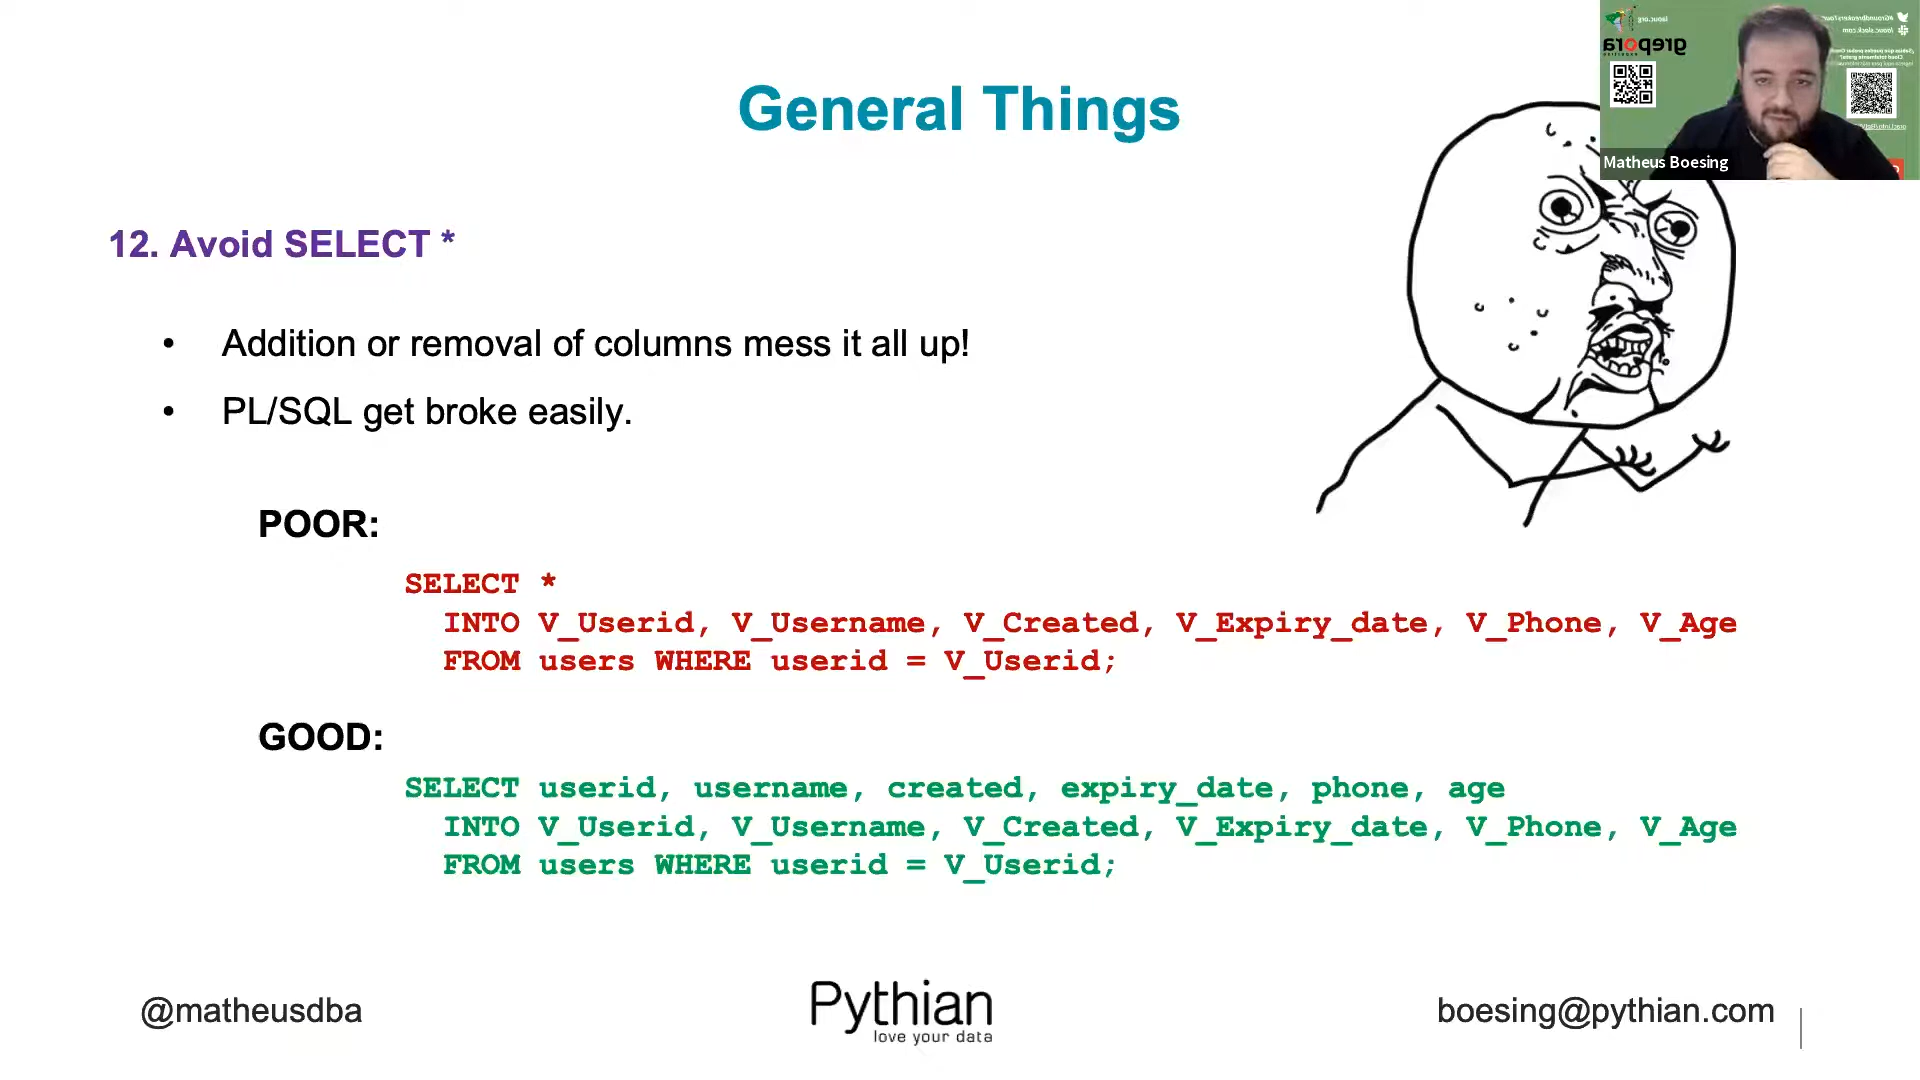 General Things
12. Avoid SELECT *
• Addition or removal of columns mess it all up!
• PL/SQL get broke easily.
POOR:
SELECT *
INTO V_Userid, V_Username, V_Created, V_Expiry_date, V_Phone, V_Age
FROM users WHERE userid = V_Userid;
GOOD:
SELECT userid, username, created, expiry_date, phone, age
INTO V_Userid, V_Username, V_Created, V_Expiry_date, V_Phone, V_Age
FROM users WHERE userid = V_Userid;
@matheusdba
Pythian
love your data
boesing@pythian.com
laouc.org
grepora
Matheus Boesing